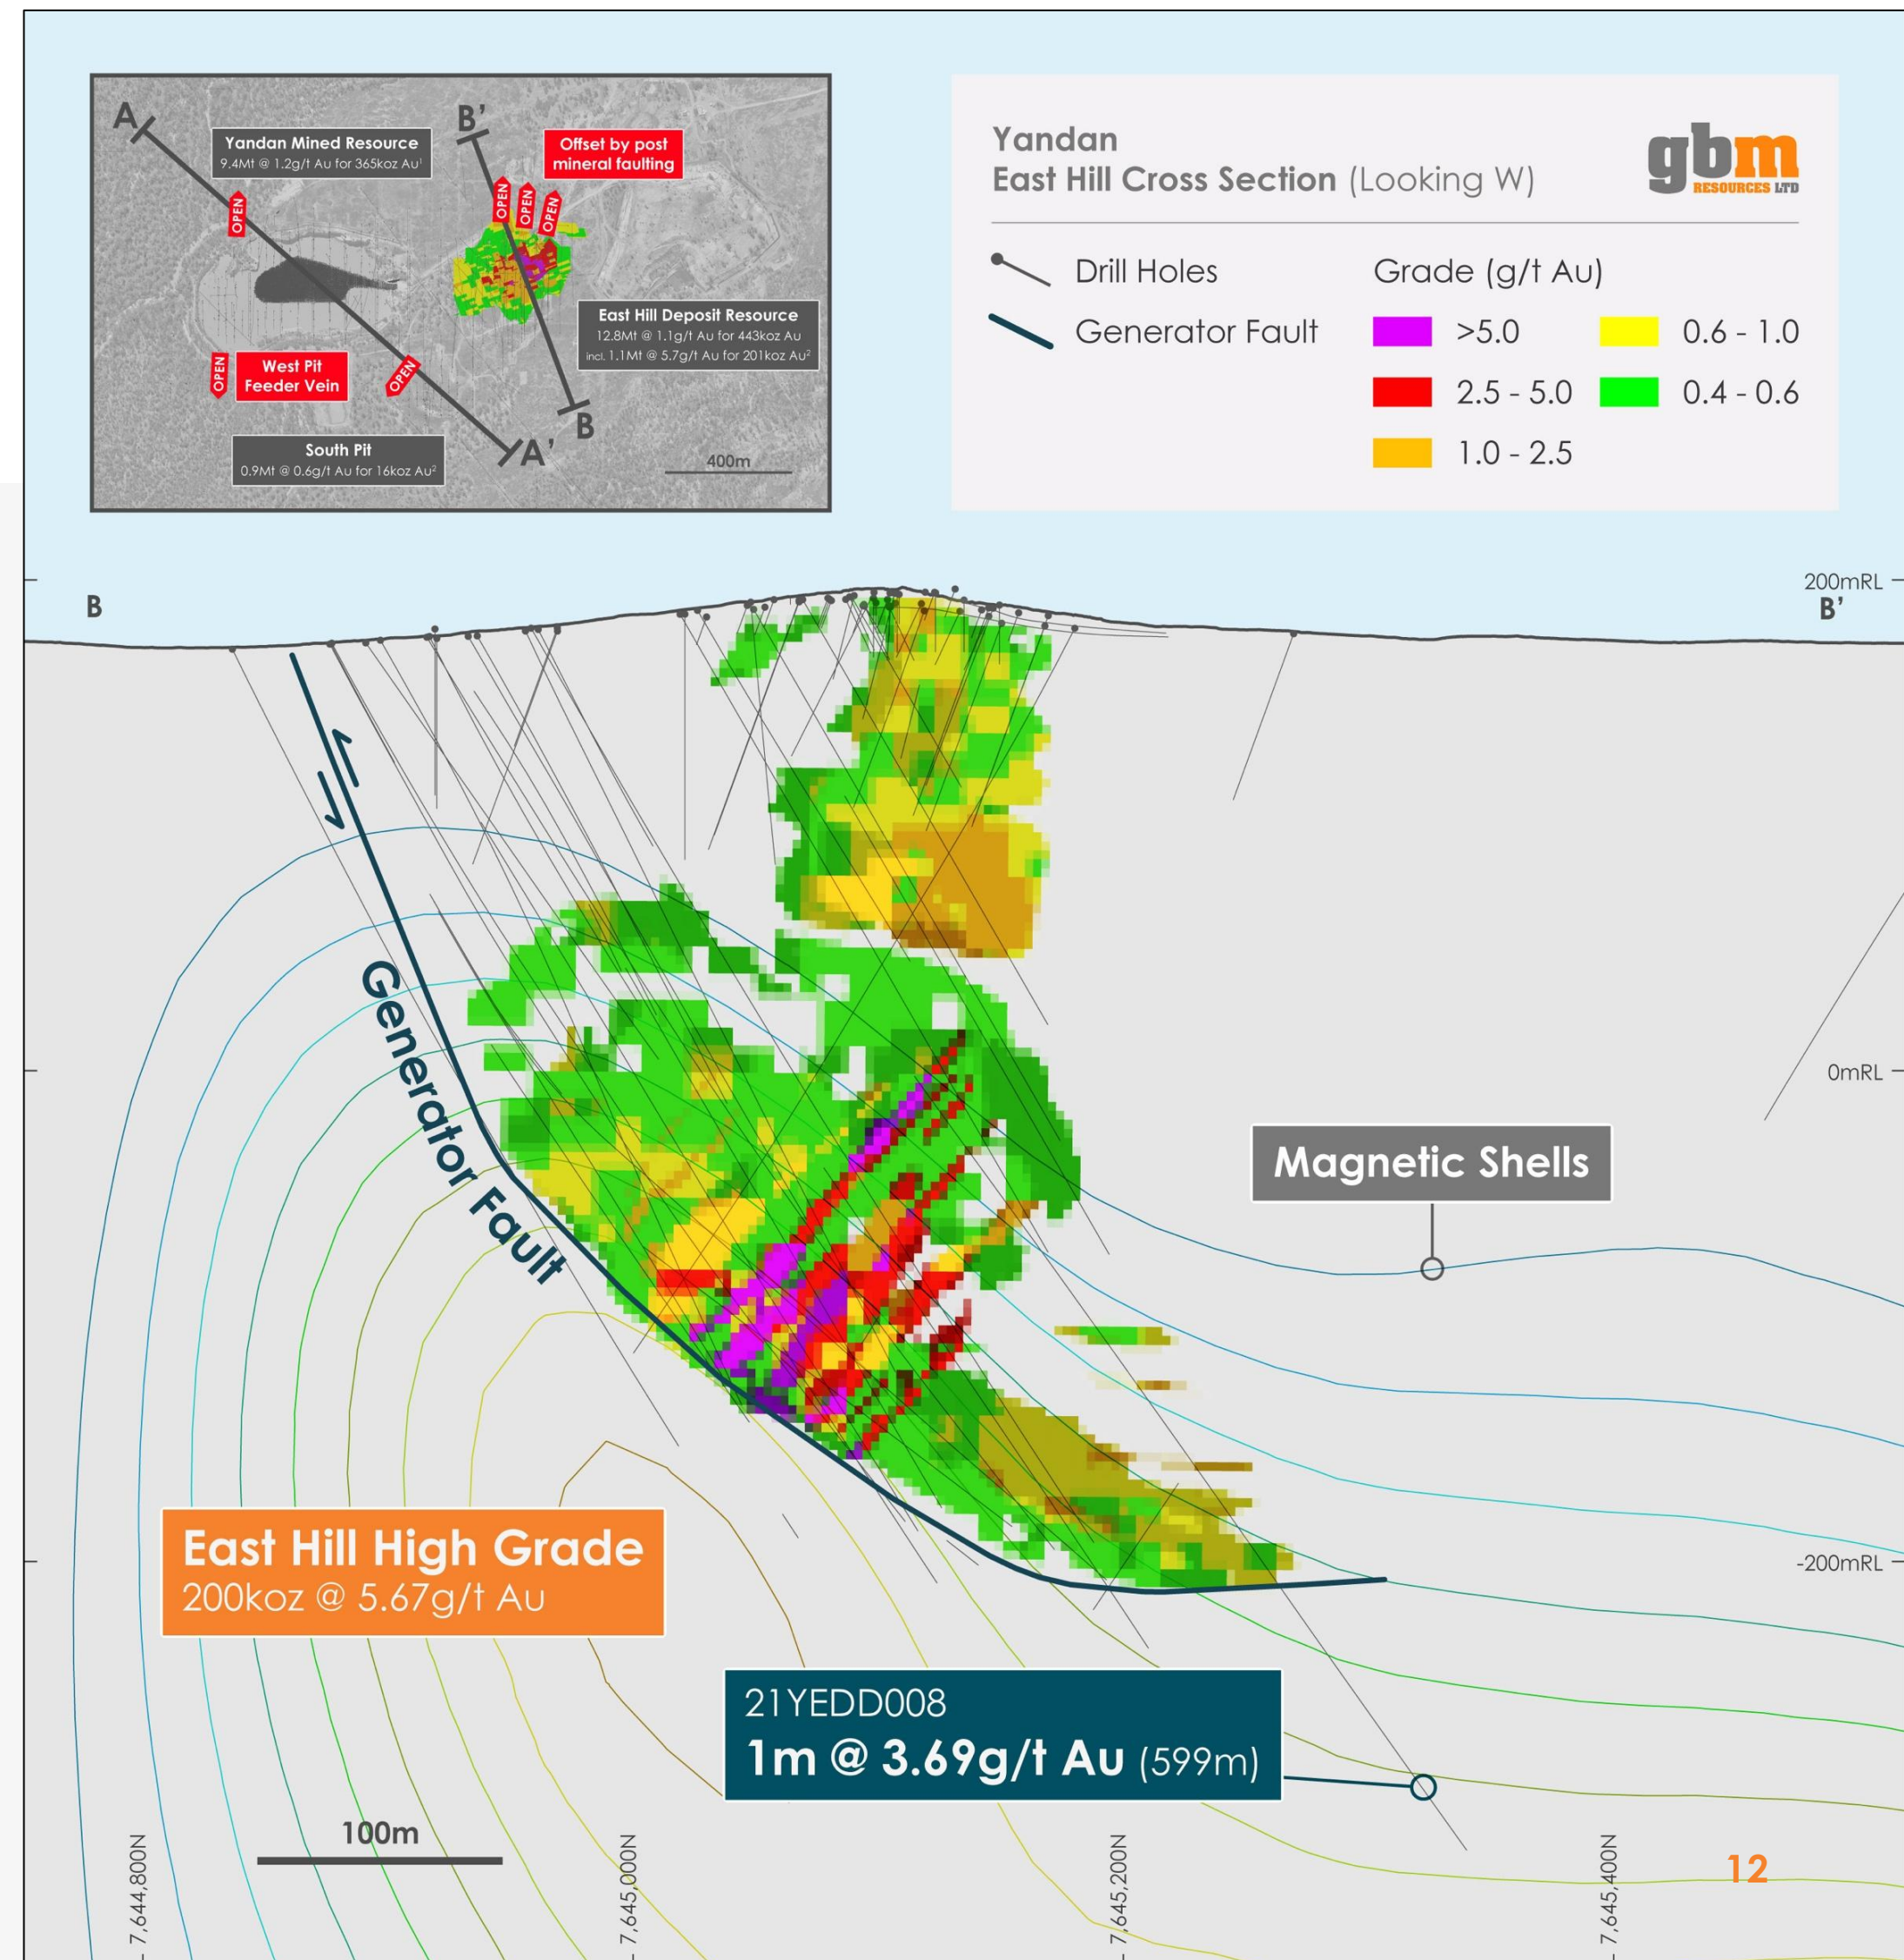 A
B'
Yandan Mined Resource
9.4Mt @ 1.2g/t Au for 365koz Au¹
Offset by post
mineral faulting
OPEN
OPEN
OPEN
OPEN
East Hill Deposit Resource
12.8Mt @ 1.1g/t Au for 443koz Au
incl. 1.1Mt @ 5.7g/t Au for 201koz Au²
OPEN
West Pit
Feeder Vein
OPEN
B
A'
South Pit
0.9Mt @ 0.6g/t Au for 16koz Au²
400m
Yandan
East Hill Cross Section (Looking W)
gbm
RESOURCES LTD
Drill Holes
Generator Fault
Grade (g/t Au)
>5.0
0.6 - 1.0
2.5 - 5.0
0.4 - 0.6
1.0 - 2.5
200mRL
B
B'
Generator Fault
0mRL
Magnetic Shells
-200mRL
East Hill High Grade
200koz @ 5.67g/t Au
21YEDD008
1m @ 3.69g/t Au (599m)
100m
7,644,800N
7,645,000N
7,645,200N
7,645,400N
12